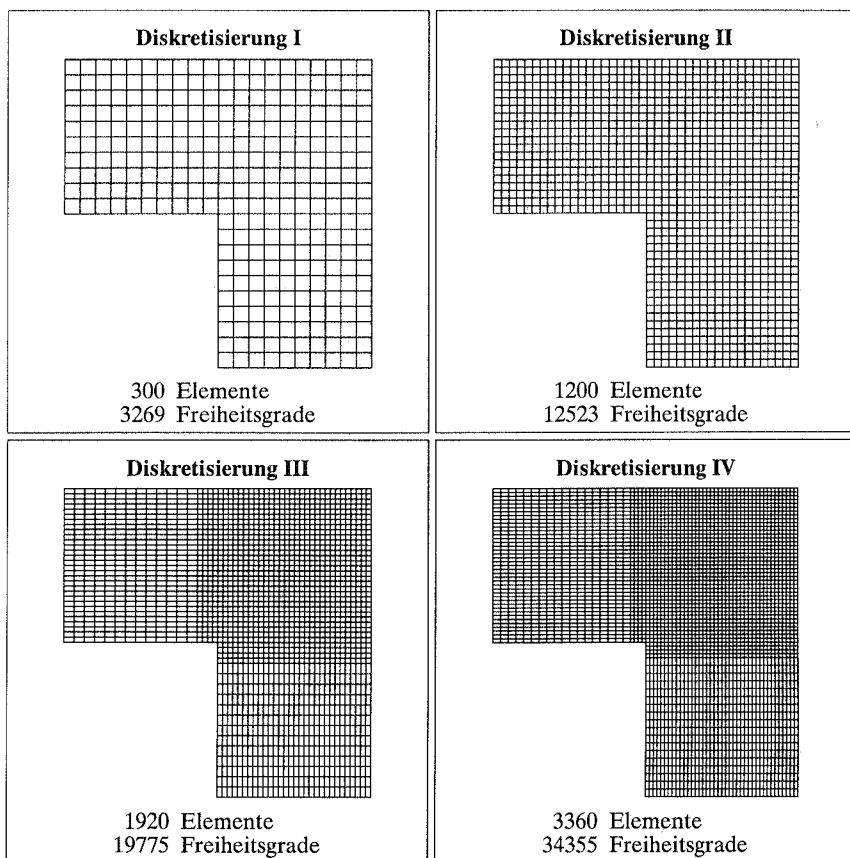 Diskretisierung I
300 Elemente
3269 Freiheitsgrade
Diskretisierung II
1200 Elemente
12523 Freiheitsgrade
Diskretisierung III
1920 Elemente
19775 Freiheitsgrade
Diskretisierung IV
3360 Elemente
34355 Freiheitsgrade